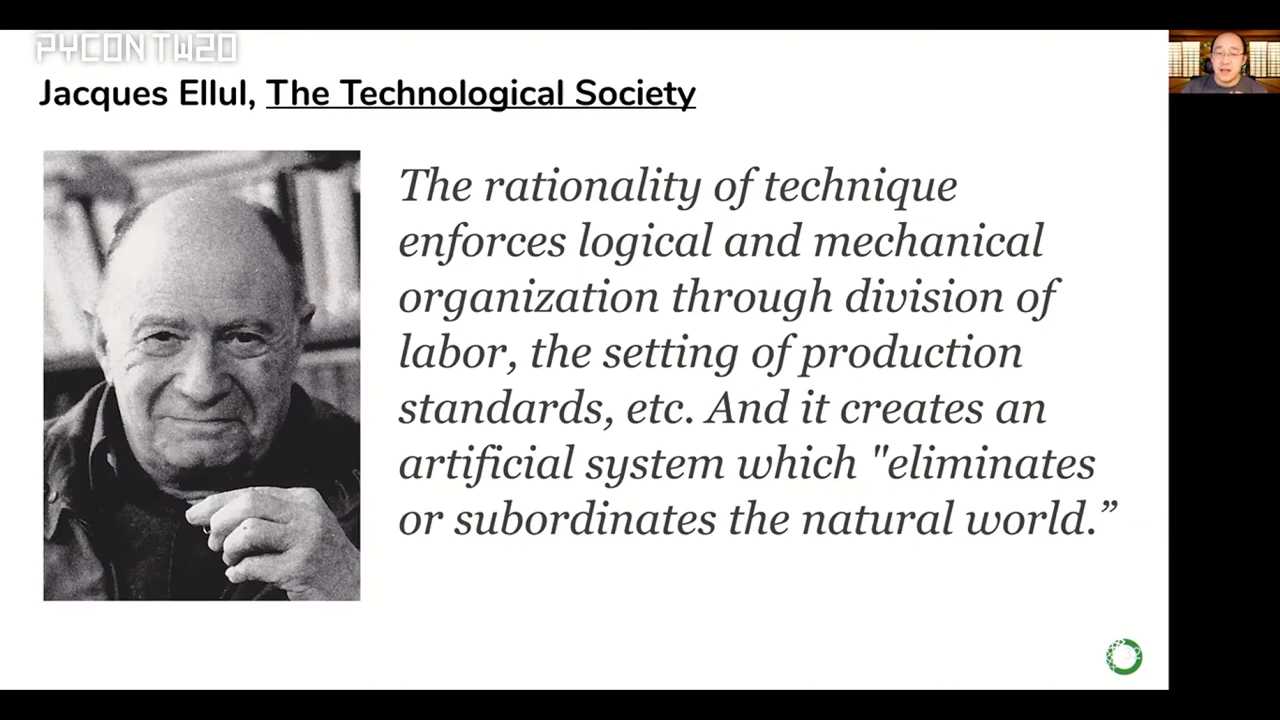 PYCON TW20
Jacques Ellul, The Technological Society
The rationality of technique
enforces logical and mechanical
organization through division of
labor, the setting of production
standards, etc. And it creates an
artificial system which "eliminates
or subordinates the natural world.”